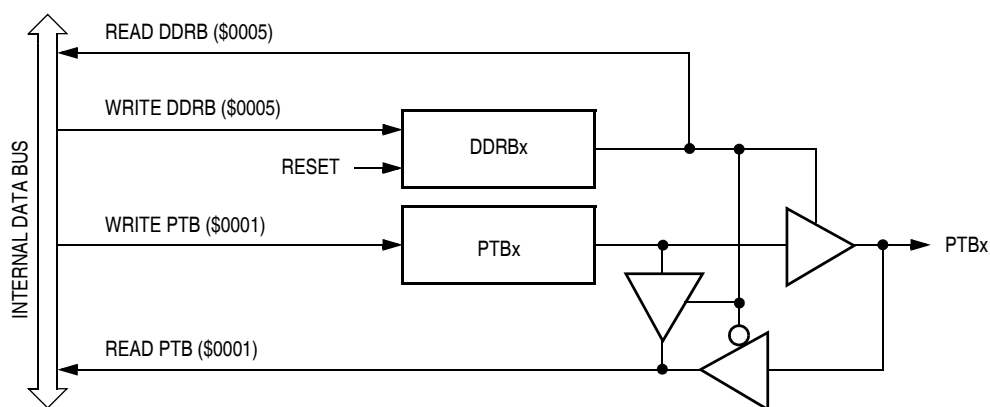 READ DDRB ($0005)
WRITE DDRB ($0005)
DDRBx
RESET
INTERNAL DATA BUS
WRITE PTB ($0001)
PTBx
PTBx
READ PTB ($0001)